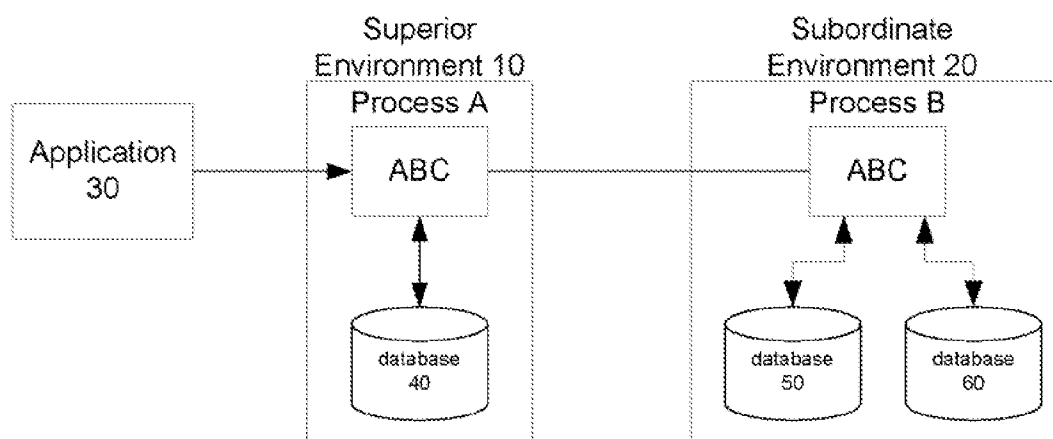 Superior
Environment 10
Subordinate
Environment 20
Process A
Process B
Application
30
ABC
ABC
database
40
database
50
database
60